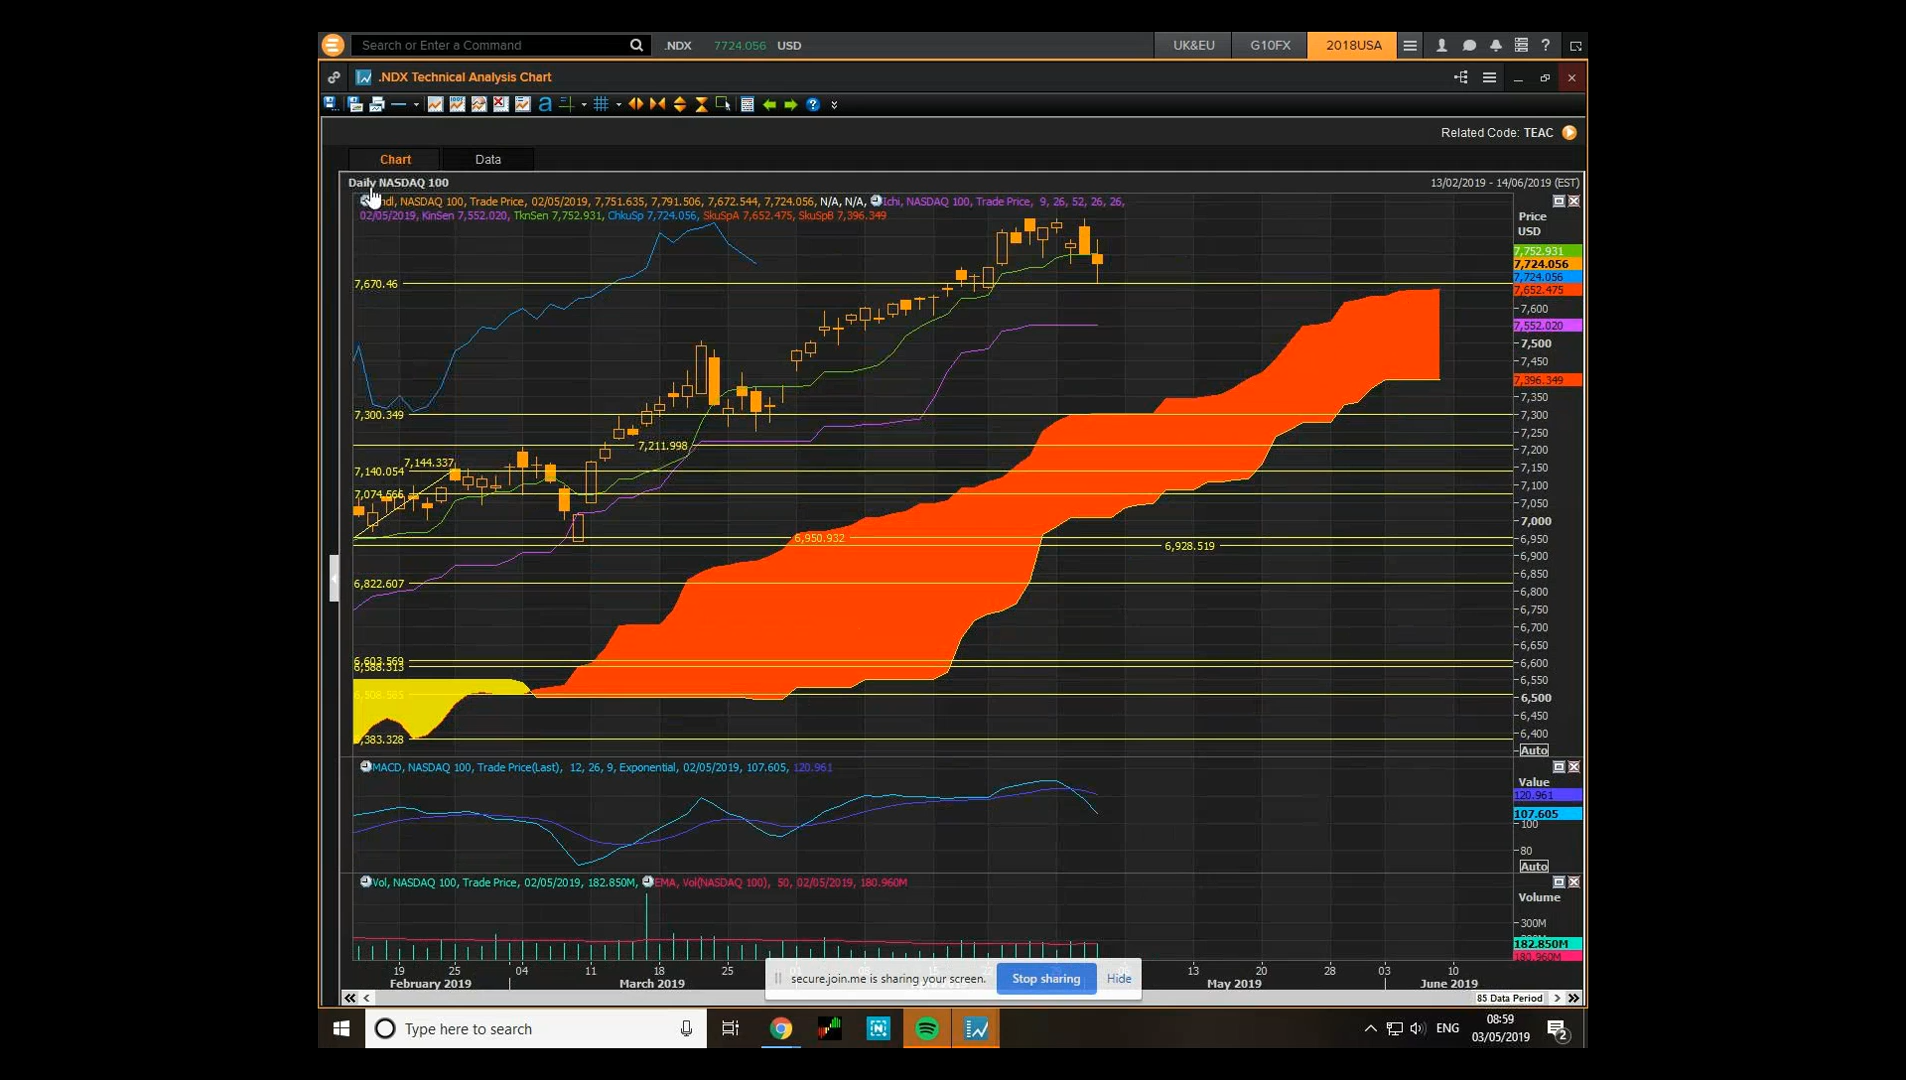 Search or Enter a Command .NDX 7724.056 USD UK&EU G10FX 2018USA
.NDX Technical Analysis Chart
Related Code: TEAC
Chart Data
Daily NASDAQ 100 13/02/2019 - 14/06/2019 (EST)
NASDAQ 100, Trade Price, 02/05/2019, 7,751.635, 7,791.506, 7,672.544, 7,724.056, N/A, N/A, Ichi, NASDAQ 100, Trade Price, 9, 26, 52, 26, 26,
02/05/2019, KinSen 7,552.020, TknSen 7,752.931, ChkuSp 7,724.056, SkuSpA 7,652.475, SkuSpB 7,396.349
Price
USD
7,752.931
7,724.056
7,724.056
7,670.46
7,652.475
7,600
7,552.020
7,500
7,450
7,396.349
7,350
7,300.349 7,300
7,250
7,211.998 7,200
7,144.337 7,150
7,140.054
7,100
7,074.566
7,050
7,000
6,950.932 6,950
6,928.519
6,900
6,850
6,822.607
6,800
6,750
6,700
6,650
6,603.569 6,600
6,588.313
6,550
6,500
6,450
6,400
,383.328
Auto
MACD, NASDAQ 100, Trade Price(Last), 12, 26, 9, Exponential, 02/05/2019, 107.605, 120.961
Value
120.961
107.605
100
80
Auto
Vol, NASDAQ 100, Trade Price, 02/05/2019, 182.850M, EMA, Vol(NASDAQ 100), 50, 02/05/2019, 180.960M
Volume
300M
182.850M
180.960M
19 25 04 11 18 25 13 20 28 03 10
February 2019 March 2019 May 2019 June 2019
secure.join.me is sharing your screen. Stop sharing Hide
85 Data Period
Type here to search ENG 08:59
03/05/2019 2